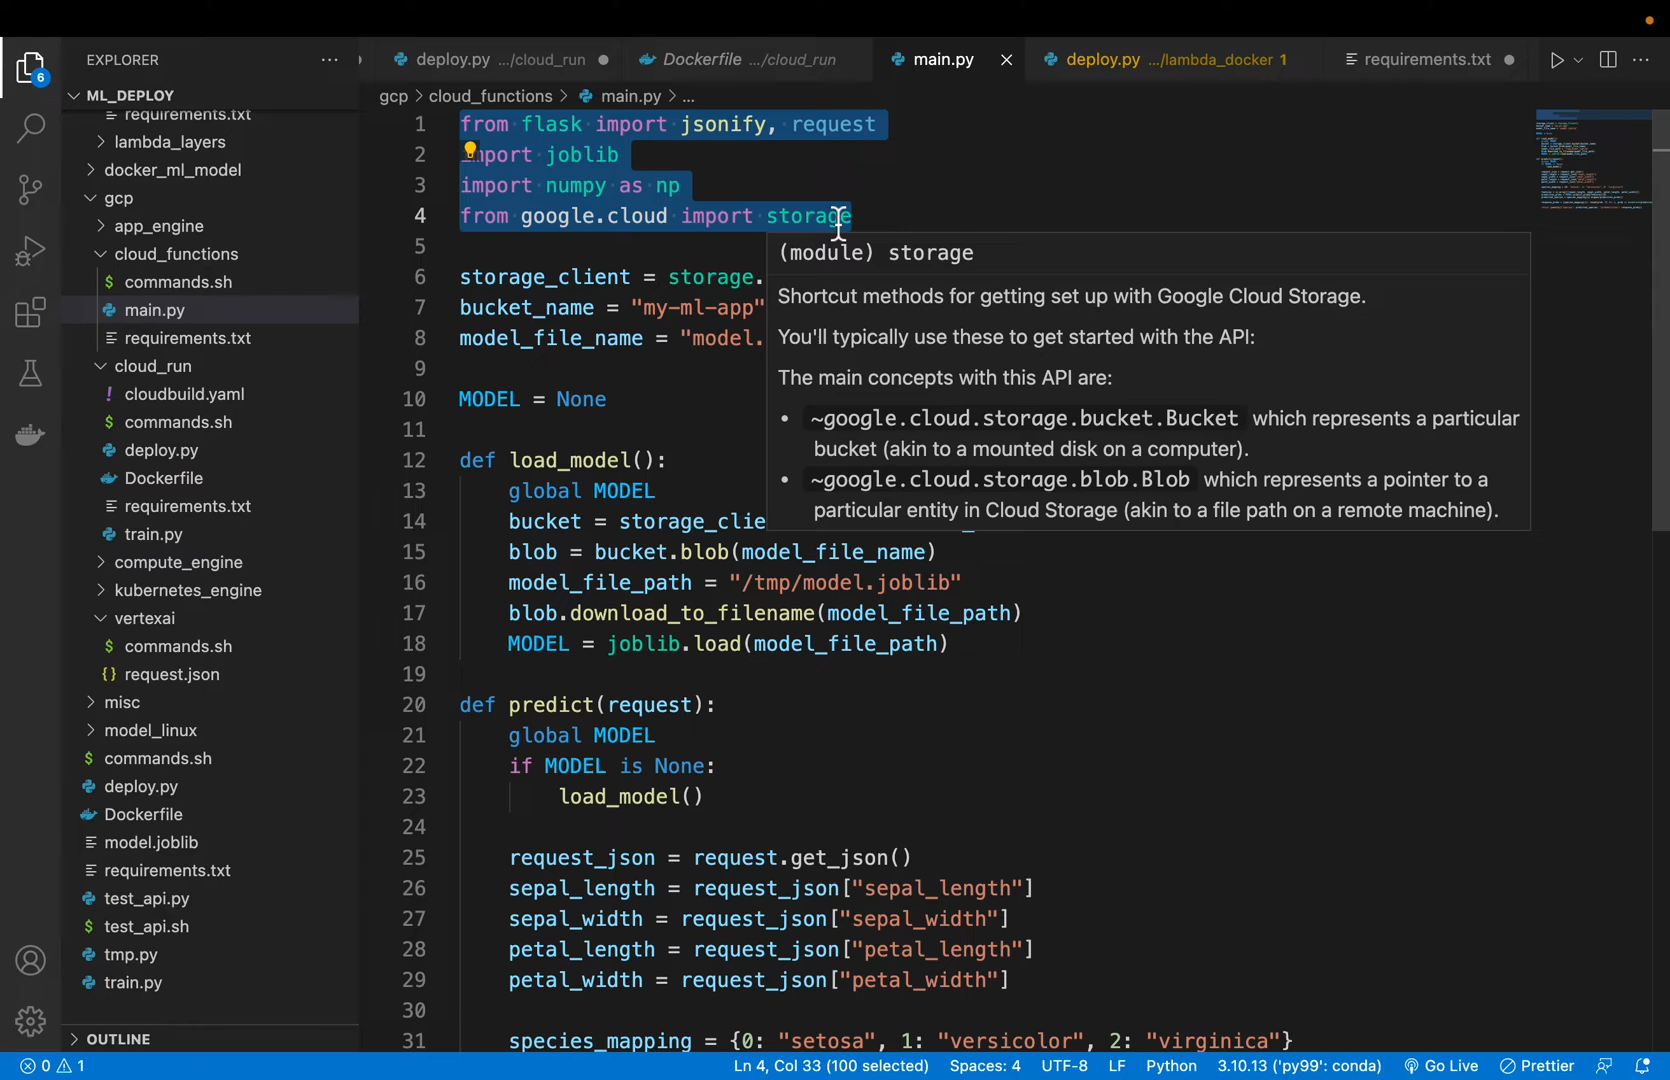 EXPLORER
ML_DEPLOY
requirements.txt
lambda_layers
docker_ml_model
gcp
app_engine
cloud_functions
commands.sh
main.py
requirements.txt
cloud_run
cloudbuild.yaml
commands.sh
deploy.py
Dockerfile
requirements.txt
train.py
compute_engine
kubernetes_engine
vertexai
commands.sh
request.json
misc
model_linux
commands.sh
deploy.py
Dockerfile
model.joblib
requirements.txt
test_api.py
test_api.sh
tmp.py
train.py
OUTLINE
6
deploy.py .../cloud_run
Dockerfile .../cloud_run
main.py
deploy.py .../lambda_docker 1
requirements.txt
gcp > cloud_functions > main.py > ...
1 from flask import jsonify, request
2 import joblib
3 import numpy as np
4 from google.cloud import storage
5
6 storage_client = storage.
7 bucket_name = "my-ml-app"
8 model_file_name = "model.
9
10 MODEL = None
11
12 def load_model():
13 global MODEL
14 bucket = storage_clie
15 blob = bucket.blob(model_file_name)
16 model_file_path = "/tmp/model.joblib"
17 blob.download_to_filename(model_file_path)
18 MODEL = joblib.load(model_file_path)
19
20 def predict(request):
21 global MODEL
22 if MODEL is None:
23 load_model()
24
25 request_json = request.get_json()
26 sepal_length = request_json["sepal_length"]
27 sepal_width = request_json["sepal_width"]
28 petal_length = request_json["petal_length"]
29 petal_width = request_json["petal_width"]
30
31 species_mapping = {0: "setosa", 1: "versicolor", 2: "virginica"}
(module) storage
Shortcut methods for getting set up with Google Cloud Storage.
You'll typically use these to get started with the API:
The main concepts with this API are:
• ~google.cloud.storage.bucket.Bucket which represents a particular
bucket (akin to a mounted disk on a computer).
• ~google.cloud.storage.blob.Blob which represents a pointer to a
particular entity in Cloud Storage (akin to a file path on a remote machine).
0 1 Ln 4, Col 33 (100 selected) Spaces: 4 UTF-8 LF Python 3.10.13 ('py99': conda) Go Live Prettier